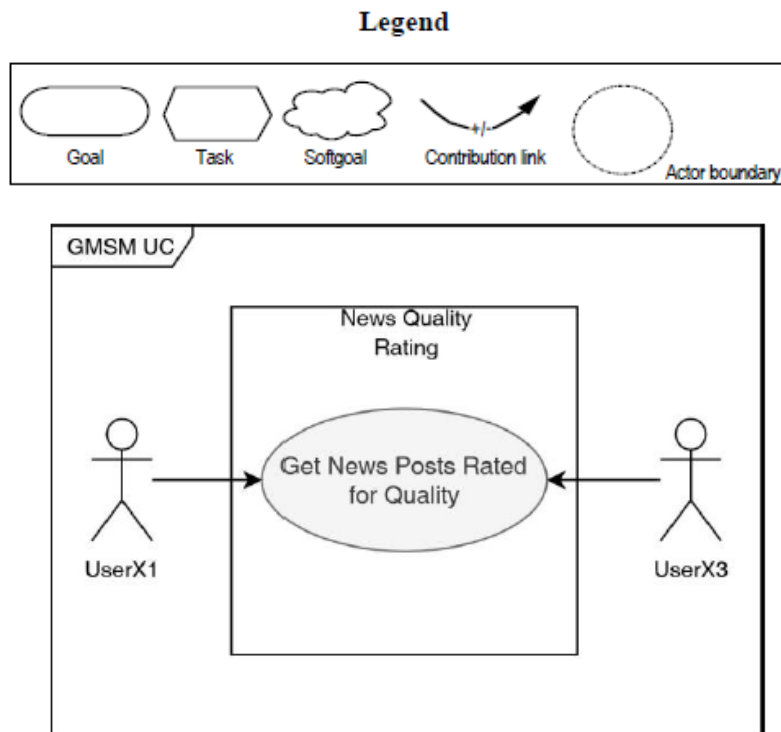 Legend
Goal
Task
Softgoal
+/-
Contribution link
Actor boundary
GMSM UC
News Quality
Rating
Get News Posts Rated
for Quality
UserX1
UserX3